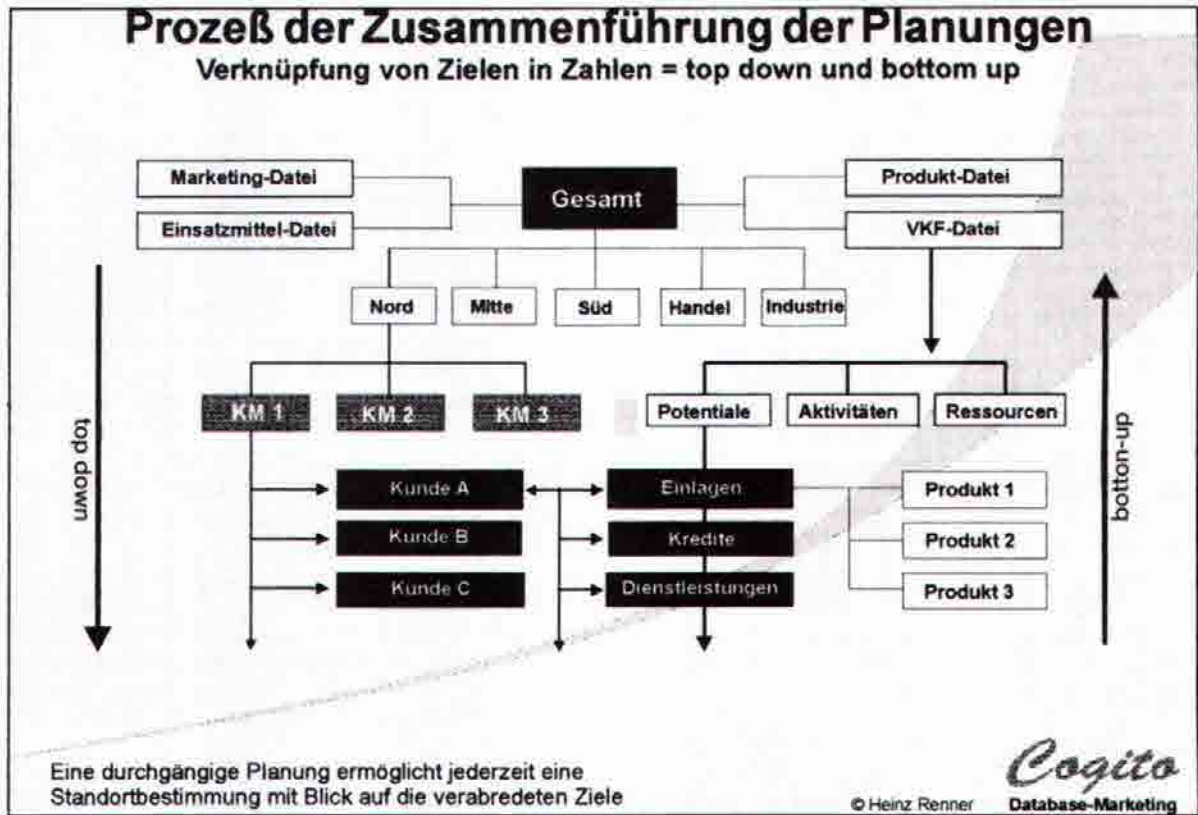 Prozeß der Zusammenführung der Planungen
Verknüpfung von Zielen in Zahlen = top down und bottom up
Marketing-Datei
Einsatzmittel-Datei
Gesamt
Produkt-Datei
VKF-Datei
Nord
Mitte
Süd
Handel
Industrie
top down
KM 1
KM 2
KM 3
Potentiale
Aktivitäten
Ressourcen
botton-up
Kunde A
Einlagen
Produkt 1
Kunde B
Kredite
Produkt 2
Kunde C
Dienstleistungen
Produkt 3
Eine durchgängige Planung ermöglicht jederzeit eine
Standortbestimmung mit Blick auf die verabredeten Ziele
© Heinz Renner
Cogito
Database-Marketing